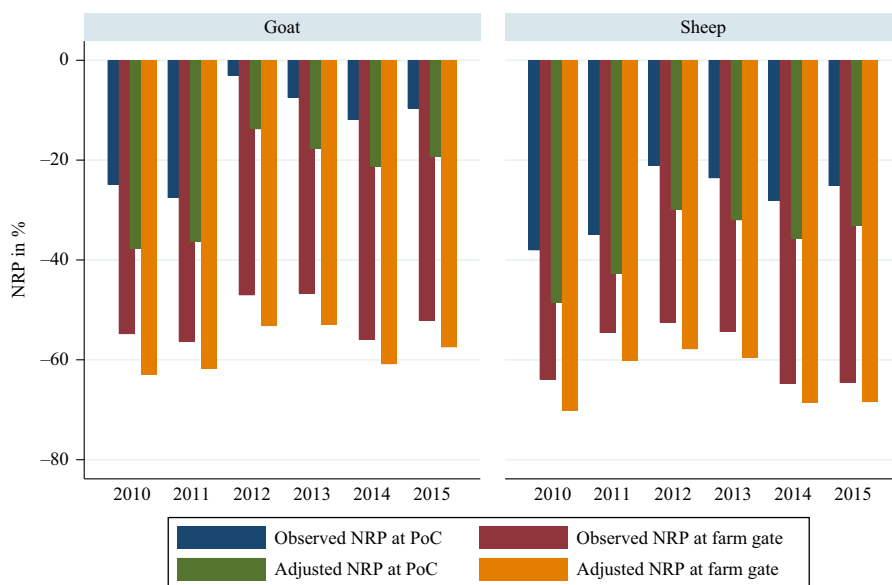 Goat Sheep
0
–20
–40
–60
–80
NRP in %
2010 2011 2012 2013 2014 2015 2010 2011 2012 2013 2014 2015
Observed NRP at PoC Observed NRP at farm gate
Adjusted NRP at PoC Adjusted NRP at farm gate